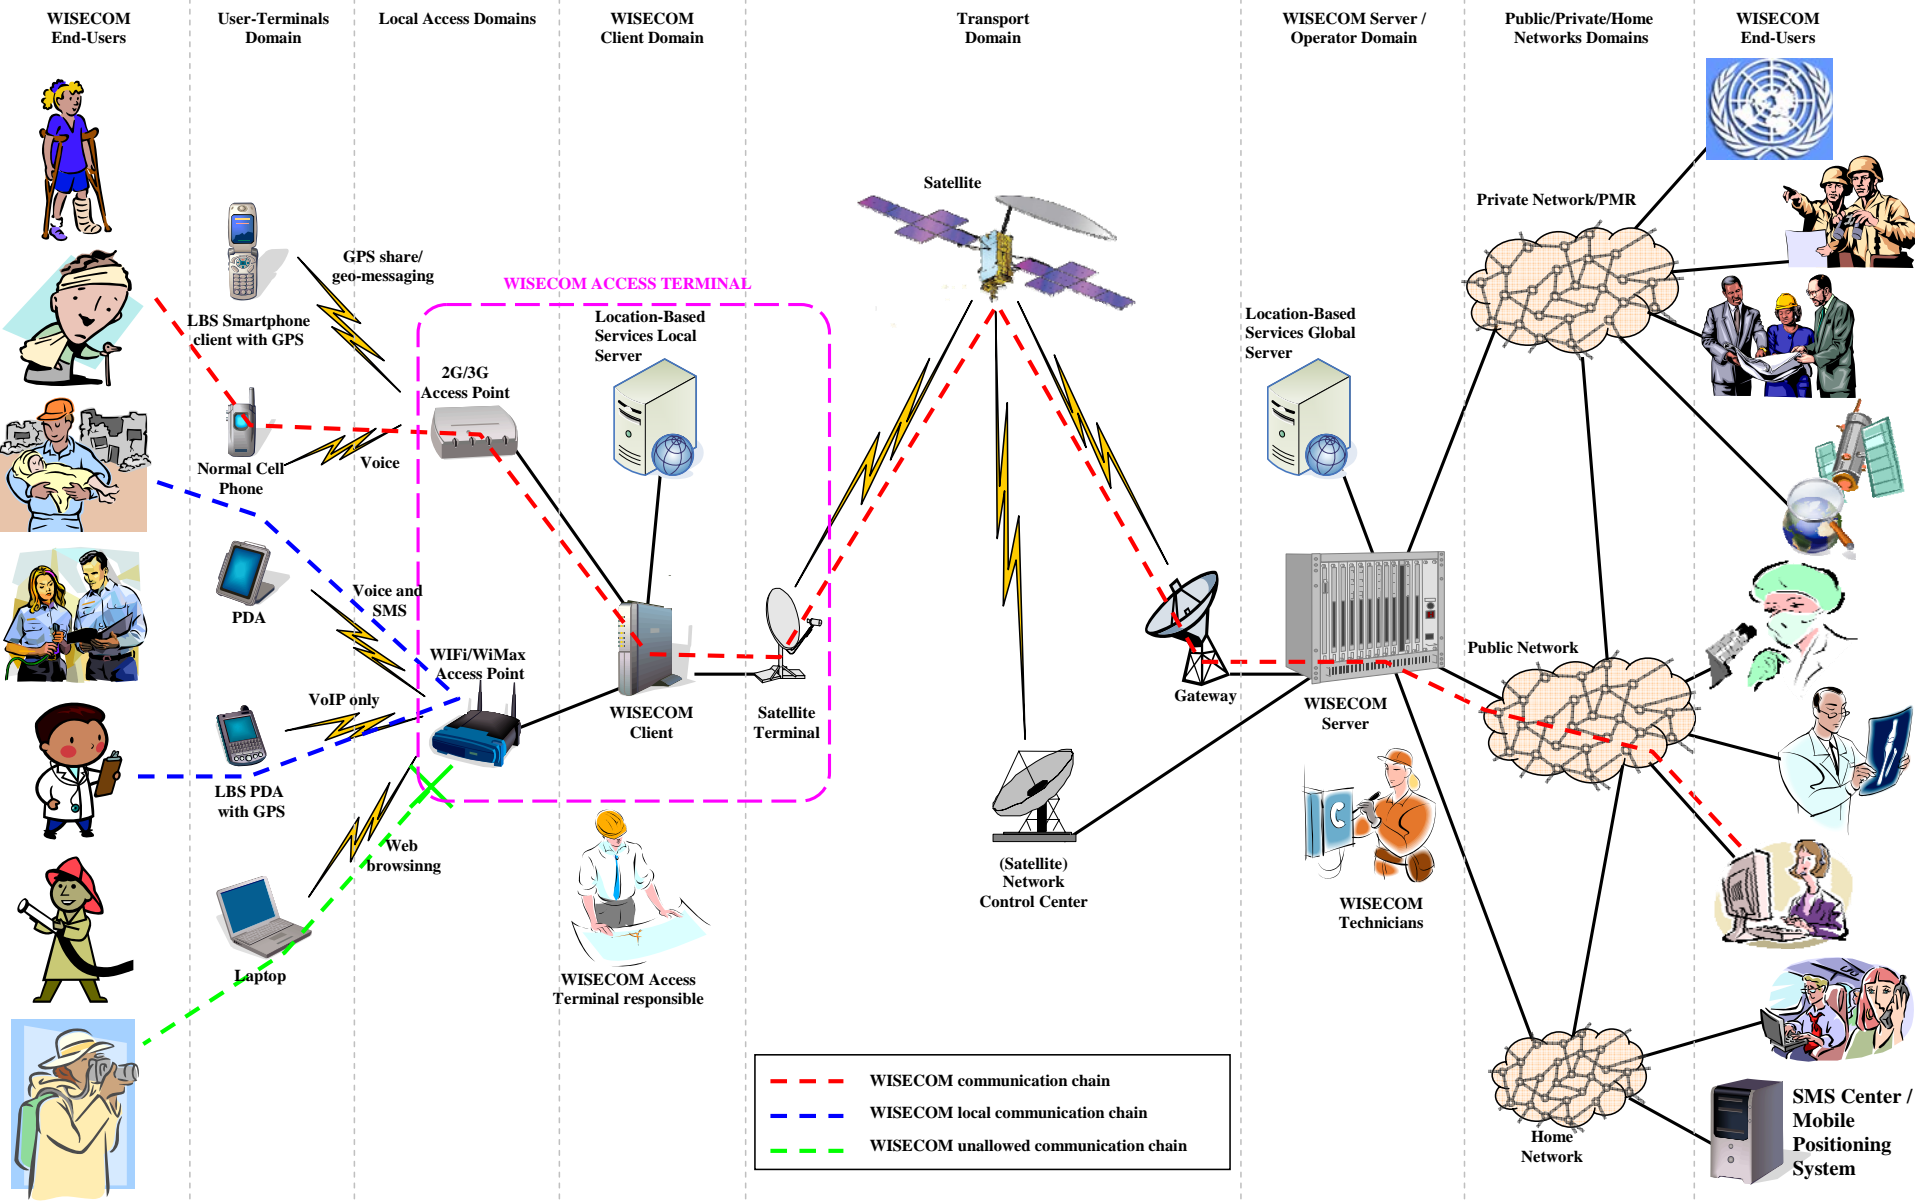 WISECOM
End-Users
User-Terminals
Domain
Local Access Domains
WISECOM
Client Domain
Transport
Domain
WISECOM Server /
Operator Domain
Public/Private/Home
Networks Domains
WISECOM
End-Users
Satellite
Private Network/PMR
GPS share/
geo-messaging
WISECOM ACCESS TERMINAL
LBS Smartphone
client with GPS
Location-Based
Services Local
Server
Location-Based
Services Global
Server
2G/3G
Access Point
Normal Cell
Phone
Voice
PDA
Voice and
SMS
WIFi/WiMax
Access Point
VoIP only
LBS PDA
with GPS
WISECOM
Client
Satellite
Terminal
Gateway
WISECOM
Server
Public Network
Web
browsinng
Laptop
(Satellite)
Network
Control Center
WISECOM
Technicians
WISECOM Access
Terminal responsible
WISECOM communication chain
WISECOM local communication chain
WISECOM unallowed communication chain
Home
Network
SMS Center /
Mobile
Positioning
System